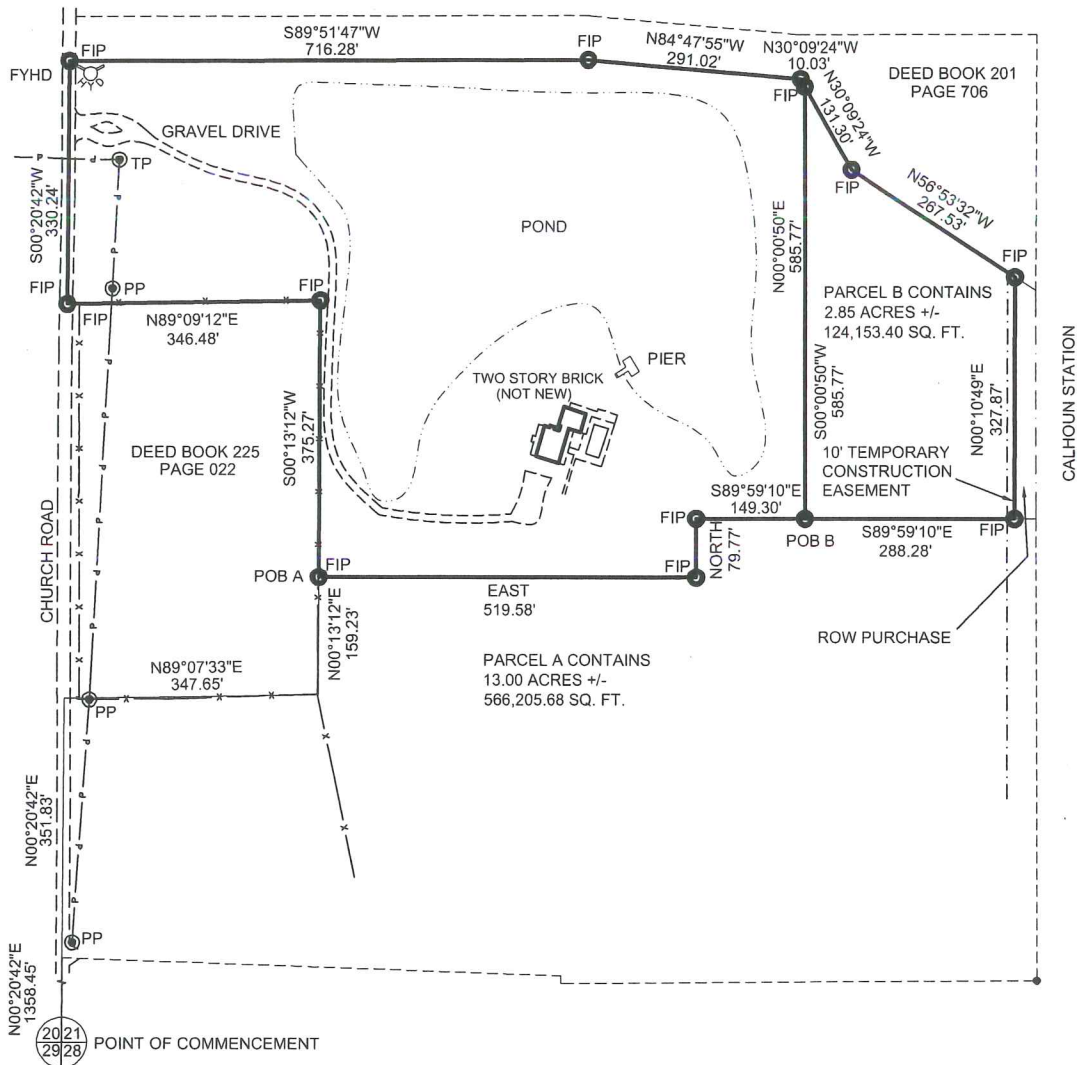 S89°51'47"W
716.28'
FIP
FYHD
FIP
N84°47'55"W
291.02'
N30°09'24"W
10.03'
FIP
N30°09'24"W
131.30'
DEED BOOK 201
PAGE 706
GRAVEL DRIVE
TP
S00°20'42"W
330.24'
FIP
N56°53'32"W
267.53'
POND
FIP
N00°00'50"E
585.77'
FIP
PP
FIP
FIP
N89°09'12"E
346.48'
PARCEL B CONTAINS
2.85 ACRES +/-
124,153.40 SQ. FT.
PIER
TWO STORY BRICK
(NOT NEW)
S00°00'50"W
585.77'
N00°10'49"E
327.87'
CALHOUN STATION
DEED BOOK 225
PAGE 022
S00°13'12"W
375.27'
10' TEMPORARY
CONSTRUCTION
EASEMENT
S89°59'10"E
149.30'
FIP
POB B
S89°59'10"E
288.28'
FIP
NORTH
79.77'
CHURCH ROAD
POB A
FIP
FIP
EAST
519.58'
N00°13'12"E
159.23'
ROW PURCHASE
PARCEL A CONTAINS
13.00 ACRES +/-
566,205.68 SQ. FT.
N89°07'33"E
347.65'
PP
N00°20'42"E
351.83'
PP
N00°20'42"E
1358.45'
20 21
29 28
POINT OF COMMENCEMENT